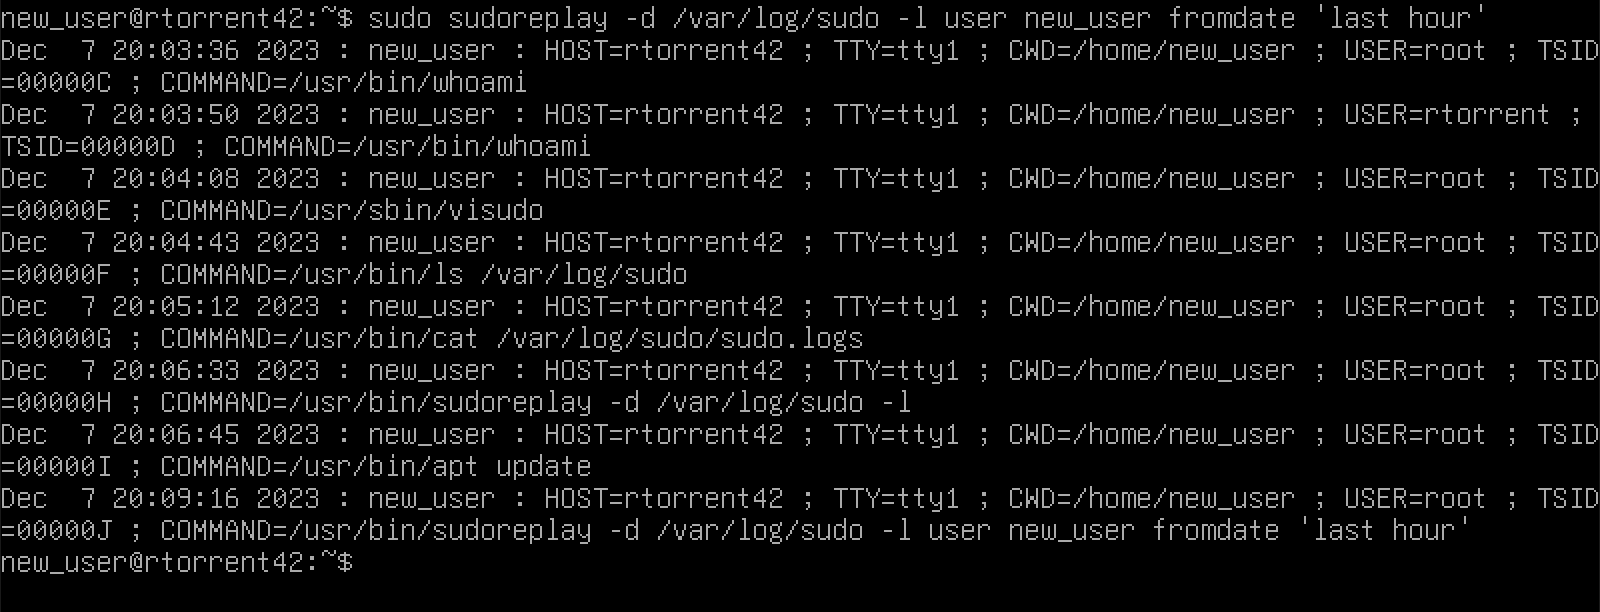 new_user@rtorrent42:~$ sudo sudoreplay -d /var/log/sudo -l user new_user fromdate 'last hour'
Dec  7 20:03:36 2023 : new_user : HOST=rtorrent42 ; TTY=tty1 ; CWD=/home/new_user ; USER=root ; TSID
=00000C ; COMMAND=/usr/bin/whoami
Dec  7 20:03:50 2023 : new_user : HOST=rtorrent42 ; TTY=tty1 ; CWD=/home/new_user ; USER=rtorrent ;
TSID=00000D ; COMMAND=/usr/bin/whoami
Dec  7 20:04:08 2023 : new_user : HOST=rtorrent42 ; TTY=tty1 ; CWD=/home/new_user ; USER=root ; TSID
=00000E ; COMMAND=/usr/sbin/visudo
Dec  7 20:04:43 2023 : new_user : HOST=rtorrent42 ; TTY=tty1 ; CWD=/home/new_user ; USER=root ; TSID
=00000F ; COMMAND=/usr/bin/ls /var/log/sudo
Dec  7 20:05:12 2023 : new_user : HOST=rtorrent42 ; TTY=tty1 ; CWD=/home/new_user ; USER=root ; TSID
=00000G ; COMMAND=/usr/bin/cat /var/log/sudo/sudo.logs
Dec  7 20:06:33 2023 : new_user : HOST=rtorrent42 ; TTY=tty1 ; CWD=/home/new_user ; USER=root ; TSID
=00000H ; COMMAND=/usr/bin/sudoreplay -d /var/log/sudo -l
Dec  7 20:06:45 2023 : new_user : HOST=rtorrent42 ; TTY=tty1 ; CWD=/home/new_user ; USER=root ; TSID
=00000I ; COMMAND=/usr/bin/apt update
Dec  7 20:09:16 2023 : new_user : HOST=rtorrent42 ; TTY=tty1 ; CWD=/home/new_user ; USER=root ; TSID
=00000J ; COMMAND=/usr/bin/sudoreplay -d /var/log/sudo -l user new_user fromdate 'last hour'
new_user@rtorrent42:~$